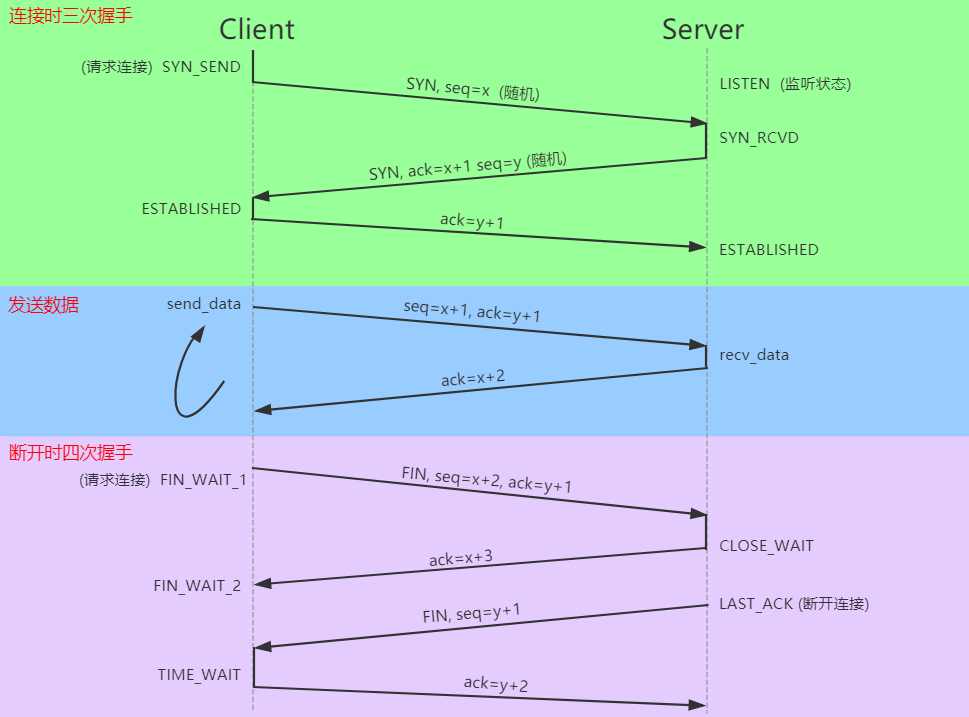 连接时三次握手
Client
Server
(请求连接) SYN_SEND
SYN, seq=x (随机)
LISTEN (监听状态)
SYN_RCVD
SYN, ack=x+1 seq=y (随机)
ESTABLISHED
ack=y+1
ESTABLISHED
发送数据
send_data
seq=x+1, ack=y+1
recv_data
ack=x+2
断开时四次握手
(请求连接) FIN_WAIT_1
FIN, seq=x+2, ack=y+1
CLOSE_WAIT
ack=x+3
FIN_WAIT_2
LAST_ACK (断开连接)
FIN, seq=y+1
TIME_WAIT
ack=y+2